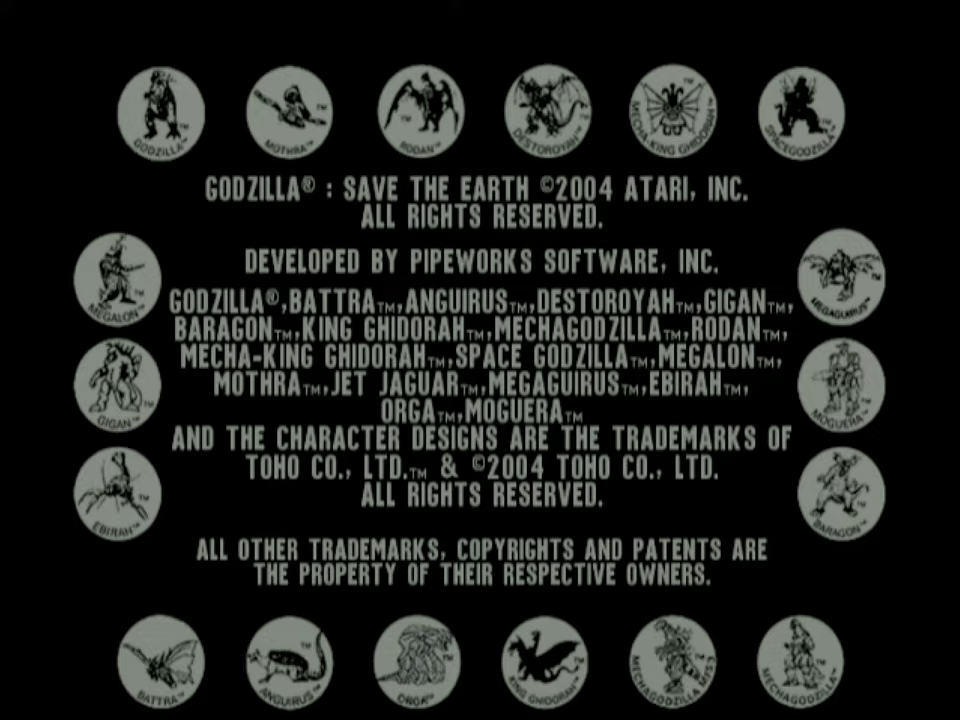 GODZILLA™ MOTHRA™ RODAN™ DESTOROYAH™ MECHA-KING GHIDORAH™ SPACEGODZILLA™
GODZILLA® : SAVE THE EARTH ©2004 ATARI, INC.
ALL RIGHTS RESERVED.
DEVELOPED BY PIPEWORKS SOFTWARE, INC.
MEGALON™
MEGAGUIRUS™
GODZILLA®,BATTRA™,ANGUIRUS™,DESTOROYAH™,GIGAN™,
BARAGON™,KING GHIDORAH™,MECHAGODZILLA™,RODAN™,
MECHA-KING GHIDORAH™,SPACE GODZILLA™,MEGALON™,
MOTHRA™,JET JAGUAR™,MEGAGUIRUS™,EBIRAH™,
ORGA™,MOGUERA™
GIGAN™
MOGUERA™
AND THE CHARACTER DESIGNS ARE THE TRADEMARKS OF
TOHO CO., LTD.™ & ©2004 TOHO CO., LTD.
ALL RIGHTS RESERVED.
EBIRAH™
BARAGON™
ALL OTHER TRADEMARKS, COPYRIGHTS AND PATENTS ARE
THE PROPERTY OF THEIR RESPECTIVE OWNERS.
BATTRA™ ANGUIRUS™ ORGA™ KING GHIDORAH™ MECHAGODZILLA MECHAGODZILLA™